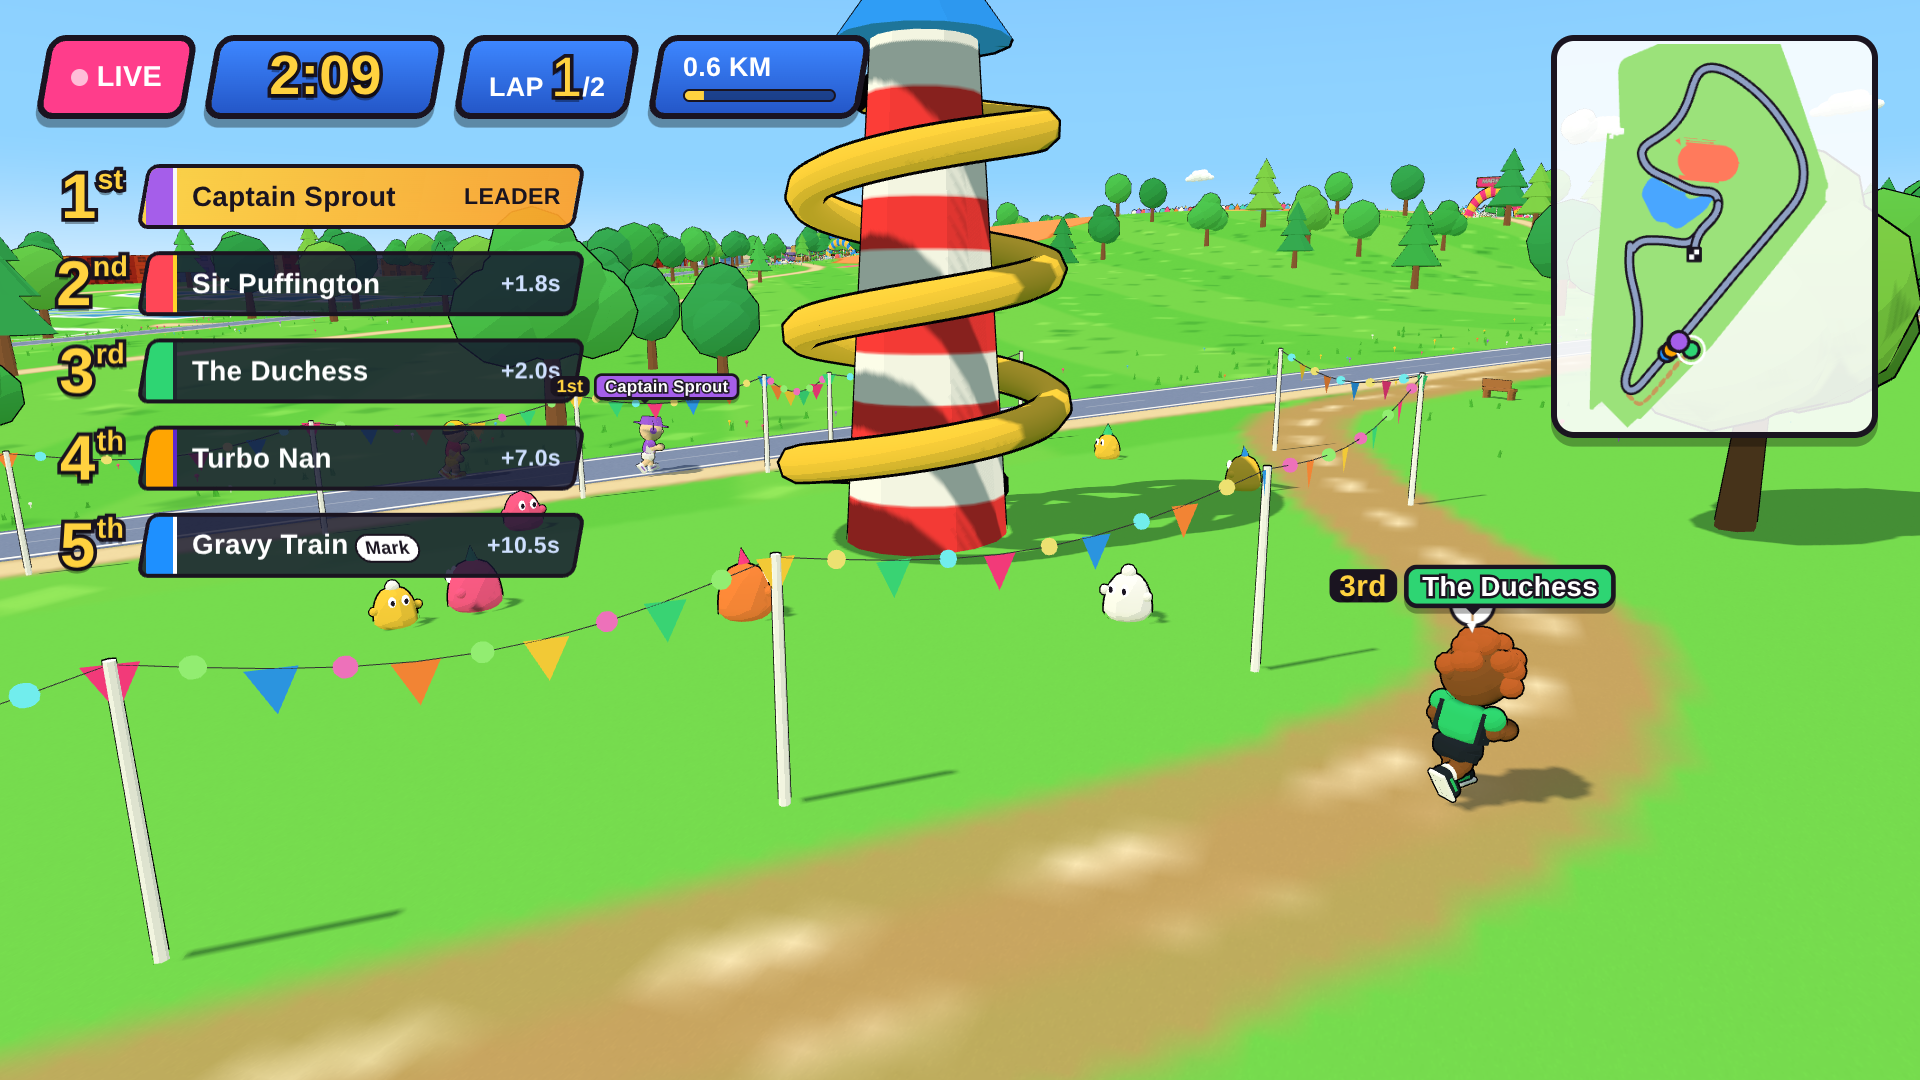 LIVE
2:09
LAP 1/2
0.6 KM
1st Captain Sprout LEADER
2nd Sir Puffington +1.8s
3rd The Duchess +2.0s
1st Captain Sprout
4th Turbo Nan +7.0s
5th Gravy Train Mark +10.5s
3rd The Duchess